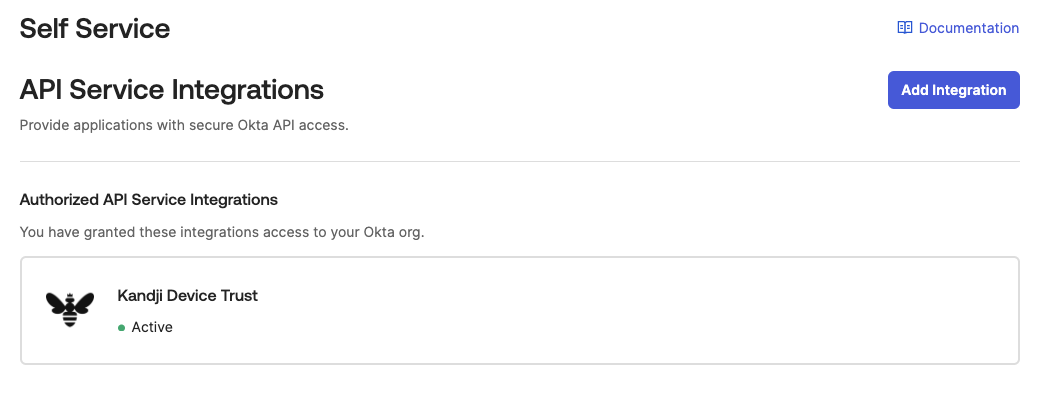 Self Service
Documentation
API Service Integrations
Add Integration
Provide applications with secure Okta API access.
Authorized API Service Integrations
You have granted these integrations access to your Okta org.
Kandji Device Trust
Active